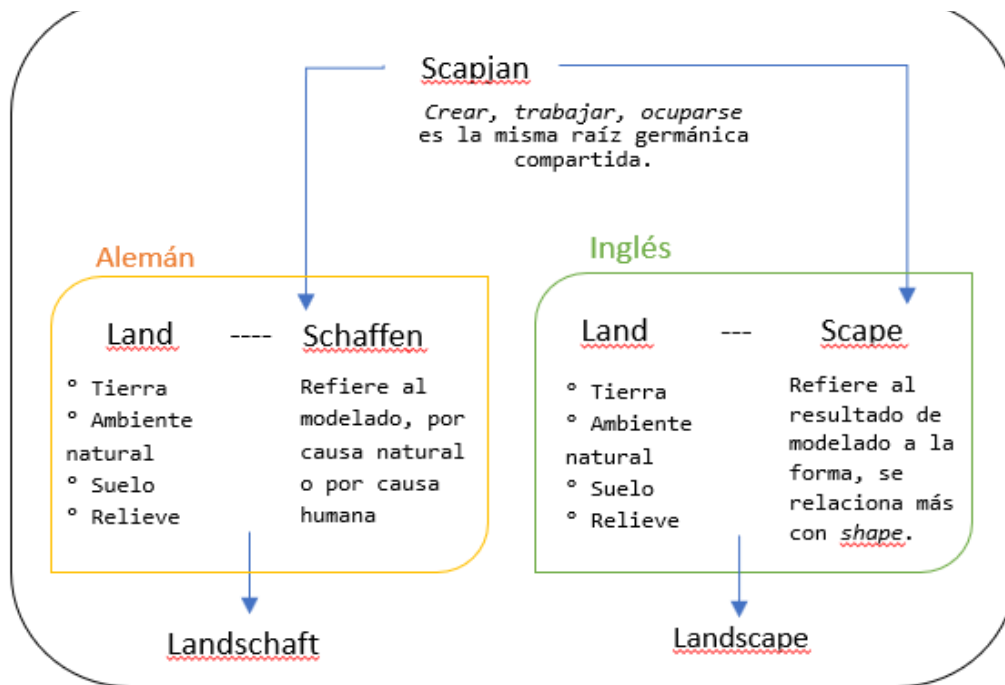 Scapjan
Crear, trabajar, ocuparse
es la misma raíz germánica
compartida.
Alemán
Land ---- Schaffen
° Tierra
° Ambiente
natural
° Suelo
° Relieve
Refiere al
modelado, por
causa natural
o por causa
humana
Landschaft
Inglés
Land --- Scape
° Tierra
° Ambiente
natural
° Suelo
° Relieve
Refiere al
resultado de
modelado a la
forma, se
relaciona más
con shape.
Landscape